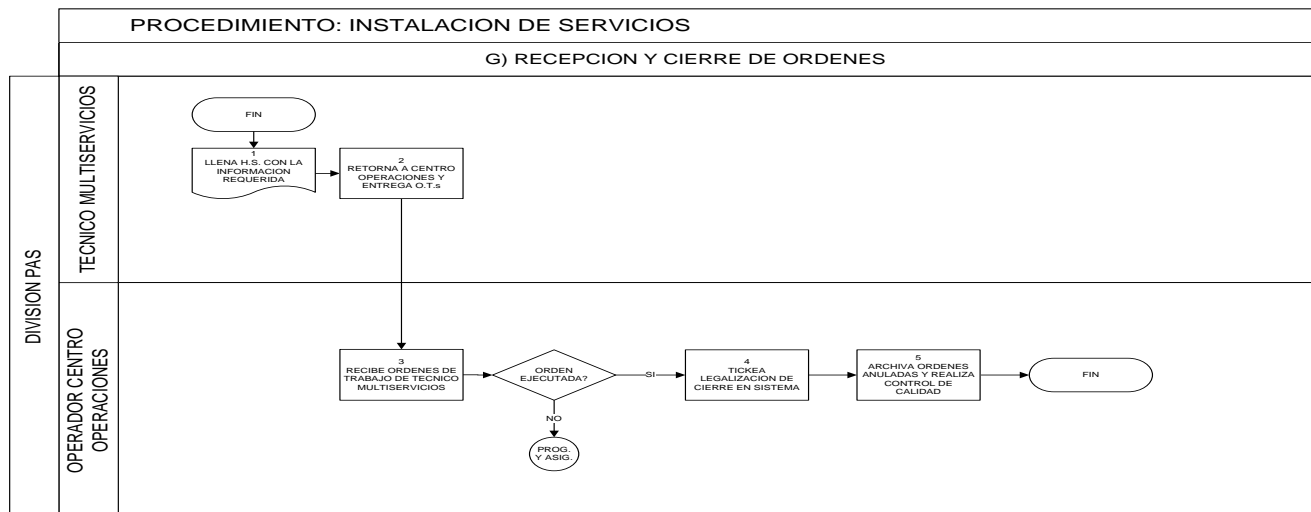 PROCEDIMIENTO: INSTALACION DE SERVICIOS
G) RECEPCION Y CIERRE DE ORDENES
DIVISION PAS
TECNICO MULTISERVICIOS
FIN
1
LLENA H.S. CON LA
INFORMACION
REQUERIDA
2
RETORNA A CENTRO
OPERACIONES Y
ENTREGA O.T.s
OPERADOR CENTRO
OPERACIONES
3
RECIBE ORDENES DE
TRABAJO DE TECNICO
MULTISERVICIOS
ORDEN
EJECUTADA?
SI
NO
PROG.
Y ASIG.
4
TICKEA
LEGALIZACION DE
CIERRE EN SISTEMA
5
ARCHIVA ORDENES
ANULADAS Y REALIZA
CONTROL DE
CALIDAD
FIN